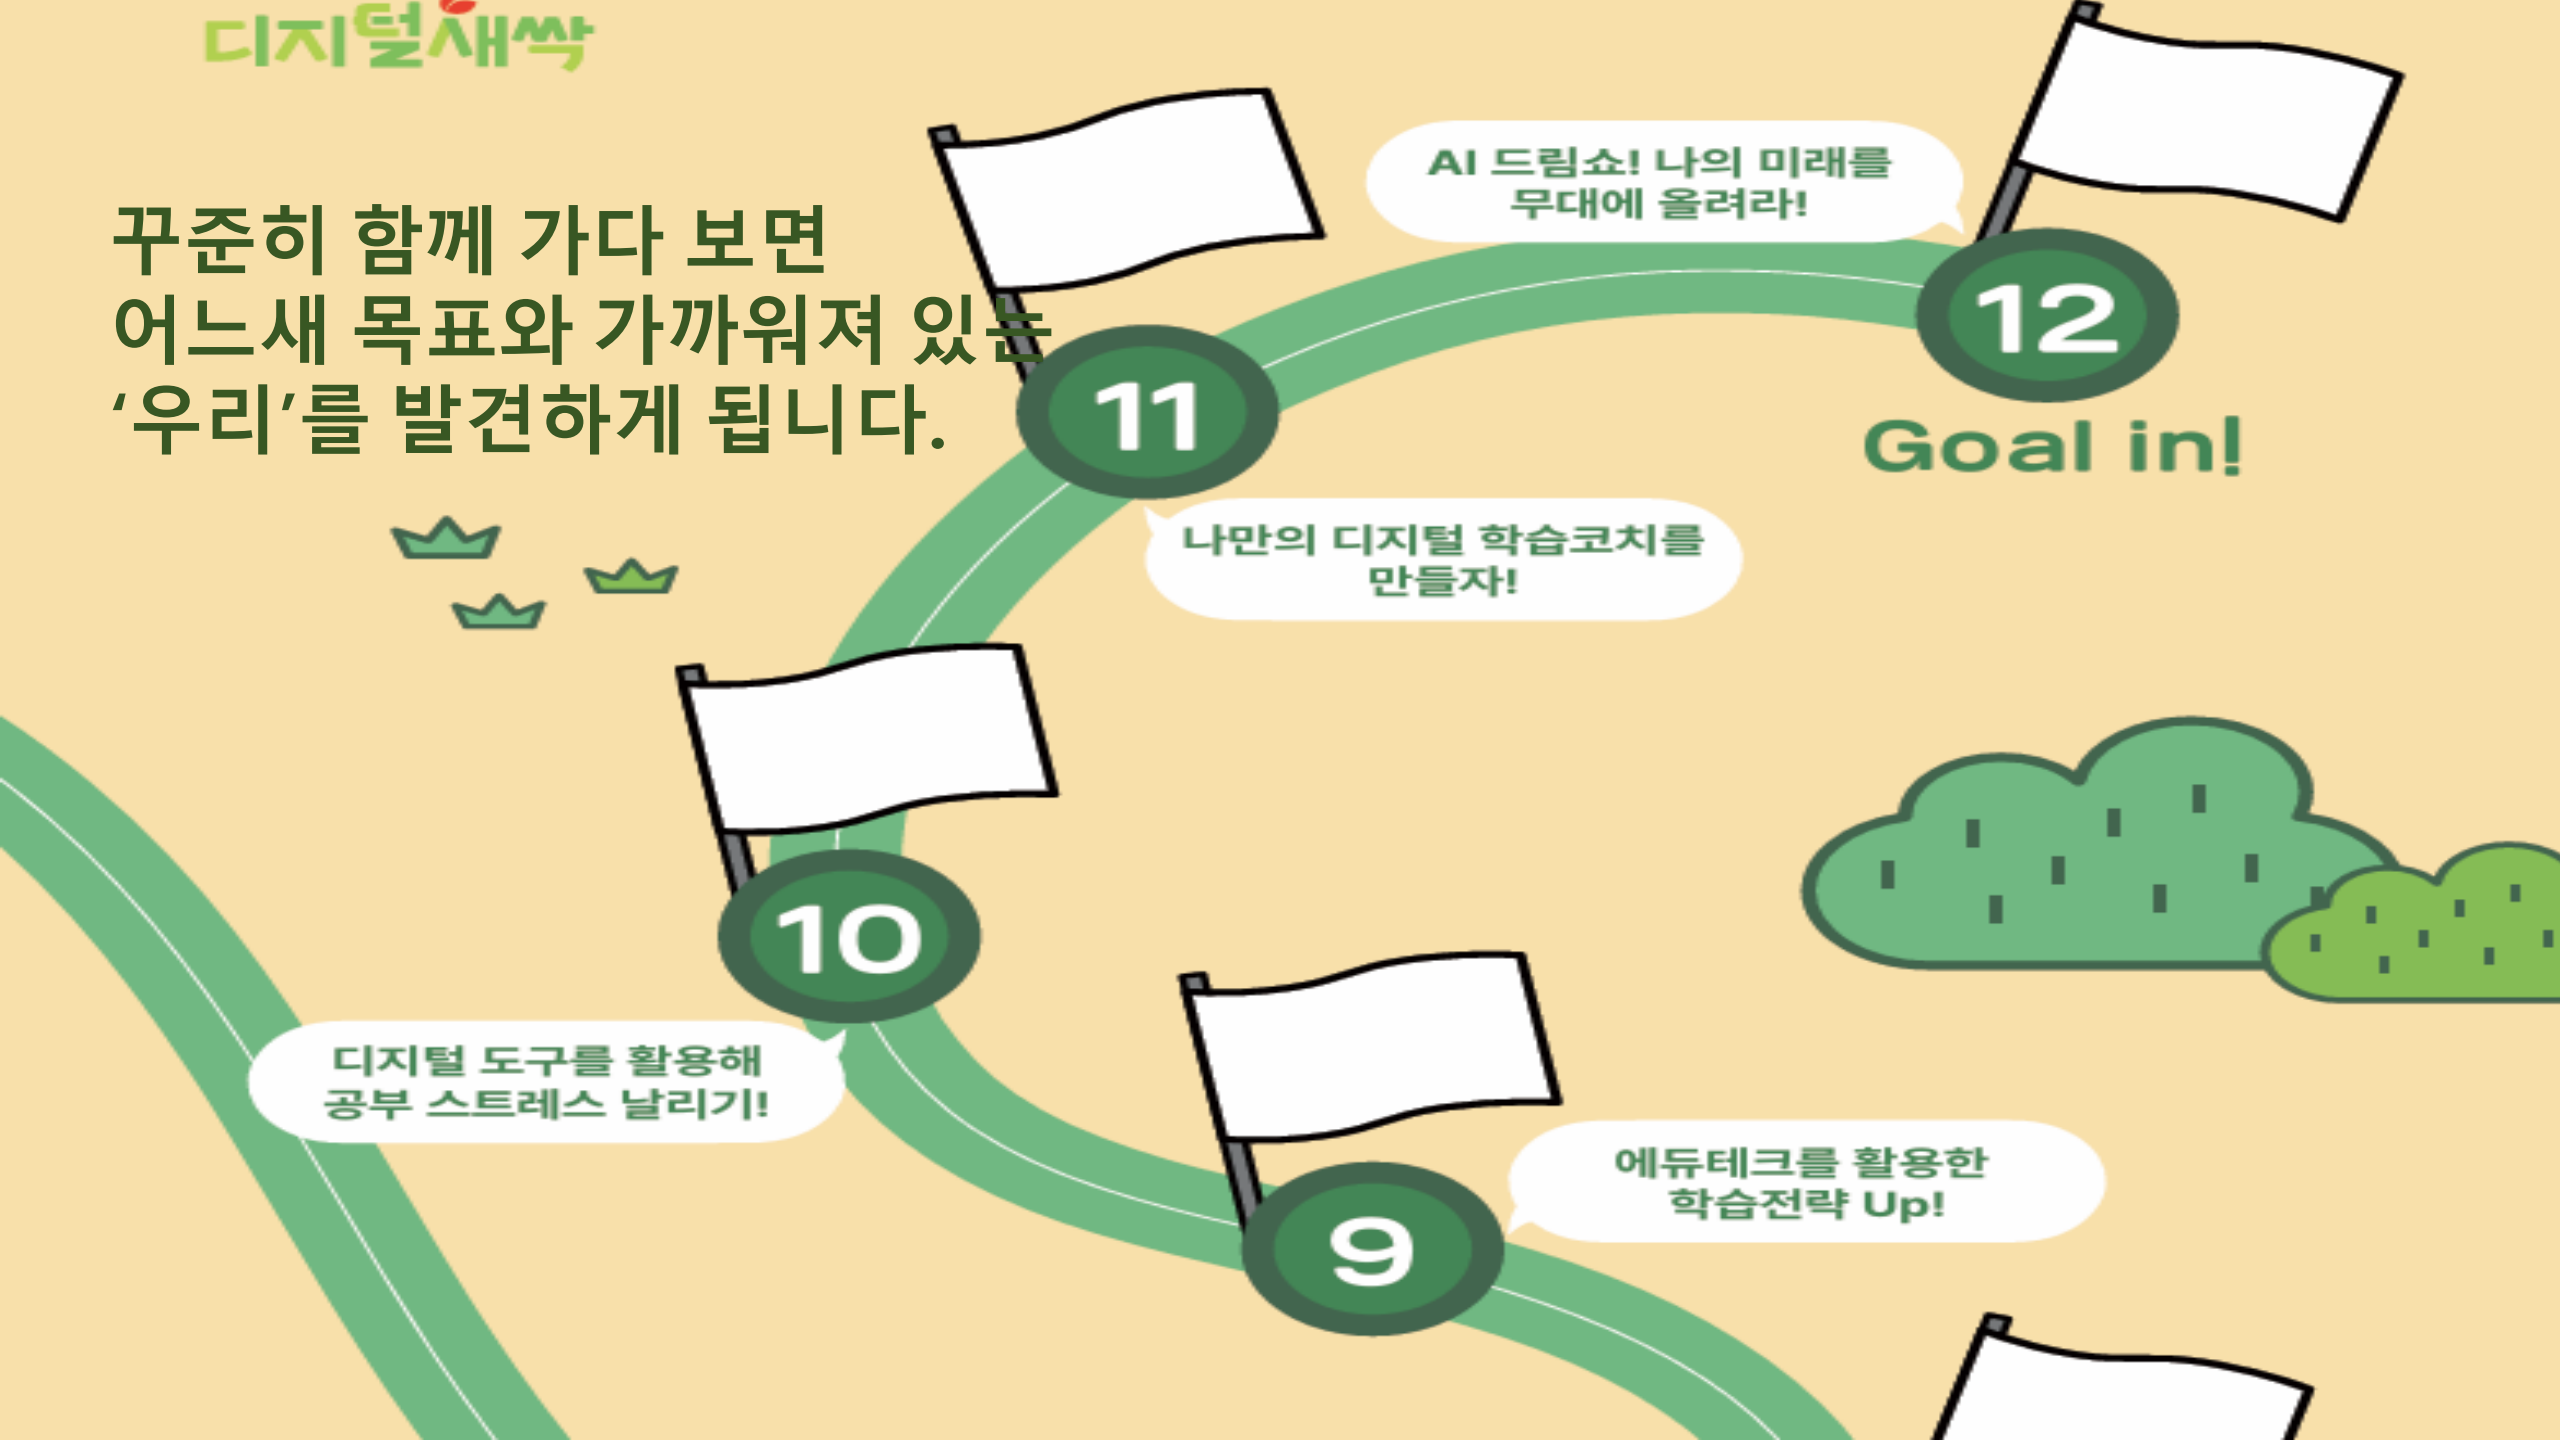 디지털새싹
꾸준히 함께 가다 보면
어느새 목표와 가까워져 있는
‘우리’를 발견하게 됩니다.
AI 드림쇼! 나의 미래를
무대에 올려라!
12
Goal in!
11
나만의 디지털 학습코치를
만들자!
10
디지털 도구를 활용해
공부 스트레스 날리기!
에듀테크를 활용한
학습전략 Up!
9